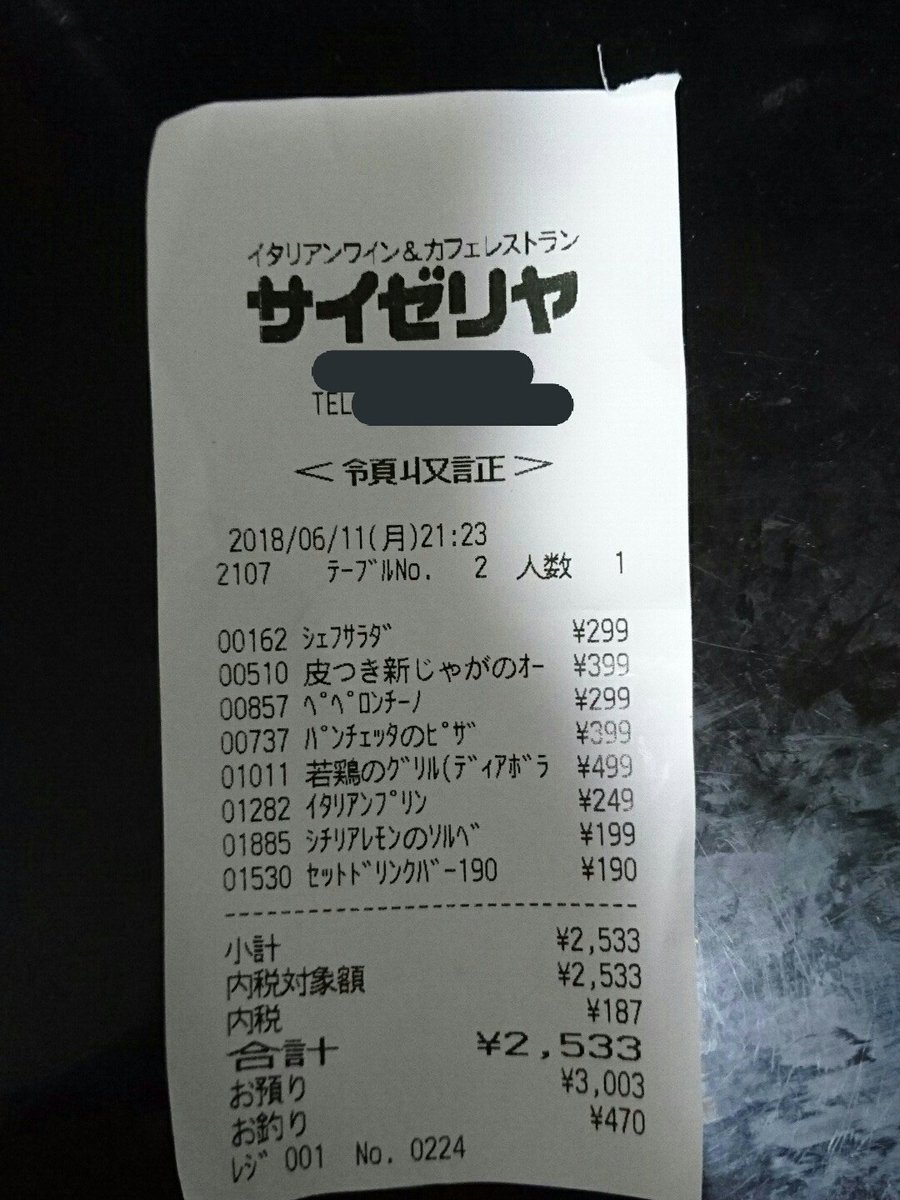 イタリアンワイン&カフェレストラン
サイゼリヤ
TEL
<領収証>
2018/06/11(月)21:23
2107 ﾃｰﾌﾞﾙNo. 2 人数 1
00162 ｼｪﾌｻﾗﾀﾞ ¥299
00510 皮つき新じゃがのｵｰ ¥399
00857 ﾍﾟﾍﾟﾛﾝﾁｰﾉ ¥299
00737 ﾊﾟﾝﾁｪｯﾀのﾋﾟｻﾞ ¥399
01011 若鶏のｸﾞﾘﾙ(ﾃﾞｨｱﾎﾞﾗ ¥499
01282 ｲﾀﾘｱﾝﾌﾟﾘﾝ ¥249
01885 ｼﾁﾘｱﾚﾓﾝのｿﾙﾍﾞ ¥199
01530 ｾｯﾄﾄﾞﾘﾝｸﾊﾞｰ190 ¥190
小計 ¥2,533
内税対象額 ¥2,533
内税 ¥187
合計 ¥2,533
お預り ¥3,003
お釣り ¥470
ﾚｼﾞ 001 No. 0224